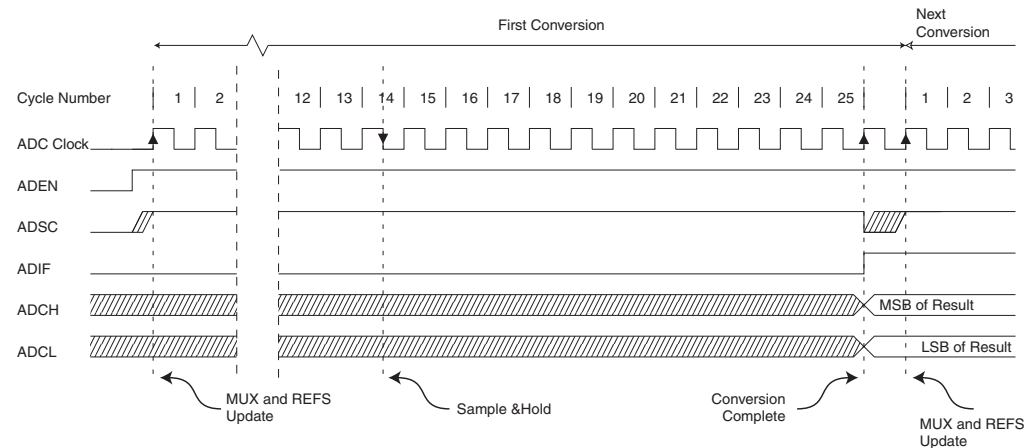 First Conversion
Next
Conversion
Cycle Number 1 2 12 13 14 15 16 17 18 19 20 21 22 23 24 25 1 2 3
ADC Clock
ADEN
ADSC
ADIF
ADCH MSB of Result
ADCL LSB of Result
MUX and REFS
Update
Sample &Hold
Conversion
Complete
MUX and REFS
Update